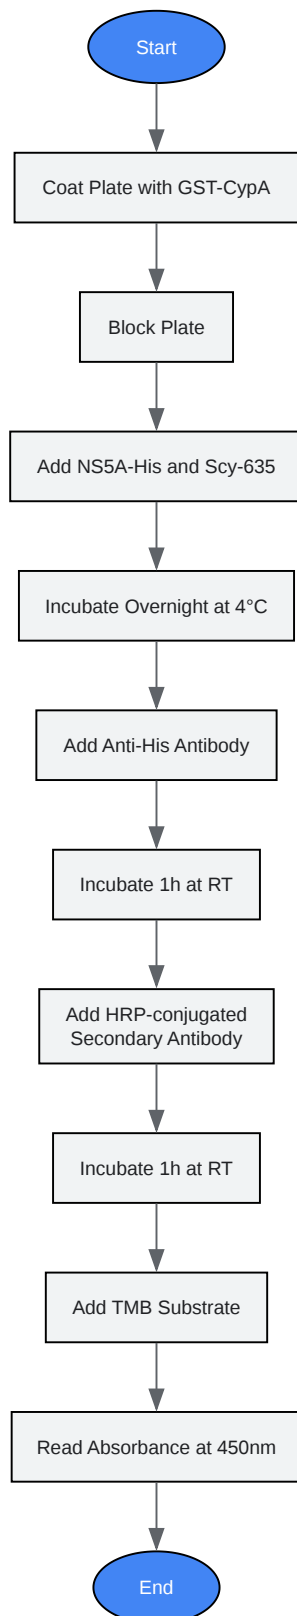 Start
Coat Plate with GST-CypA
Block Plate
Add NS5A-His and Scy-635
Incubate Overnight at 4°C
Add Anti-His Antibody
Incubate 1h at RT
Add HRP-conjugated
Secondary Antibody
Incubate 1h at RT
Add TMB Substrate
Read Absorbance at 450nm
End